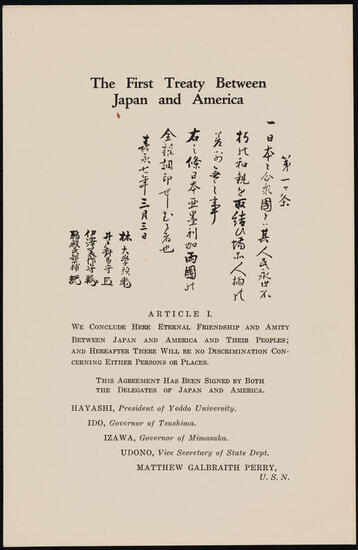 The First Treaty Between
Japan and America
第一ヶ条
一日本と合衆國とハ其人民永世不
朽の和親を取結ひ場所人柄の
差別無之事
右之條日本亜墨利加両國の
全権調印せしむる者也
嘉永七年三月三日
林 大学頭
井戸對馬守
伊澤美作守
鵜殿民部少輔
ARTICLE I.
WE CONCLUDE HERE ETERNAL FRIENDSHIP AND AMITY
BETWEEN JAPAN AND AMERICA AND THEIR PEOPLES;
AND HEREAFTER THERE WILL BE NO DISCRIMINATION CON-
CERNING EITHER PERSONS OR PLACES.
THIS AGREEMENT HAS BEEN SIGNED BY BOTH
THE DELEGATES OF JAPAN AND AMERICA.
HAYASHI, President of Yeddo University.
IDO, Governor of Tsushima.
IZAWA, Governor of Mimasaka.
UDONO, Vice Secretary of State Dept.
MATTHEW GALBRAITH PERRY,
U. S. N.